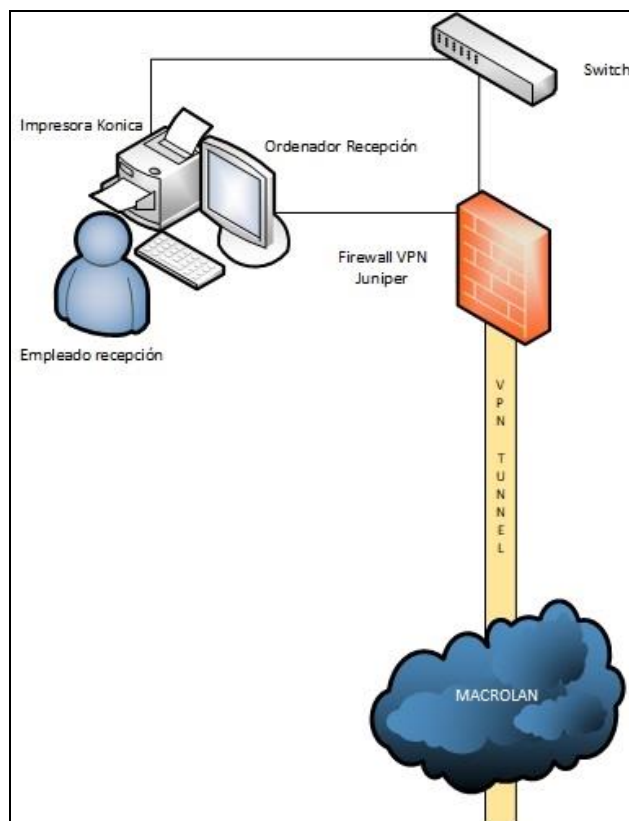 Switch
Impresora Konica
Ordenador Recepción
Firewall VPN
Juniper
Empleado recepción
VPN TUNNEL
MACROLAN